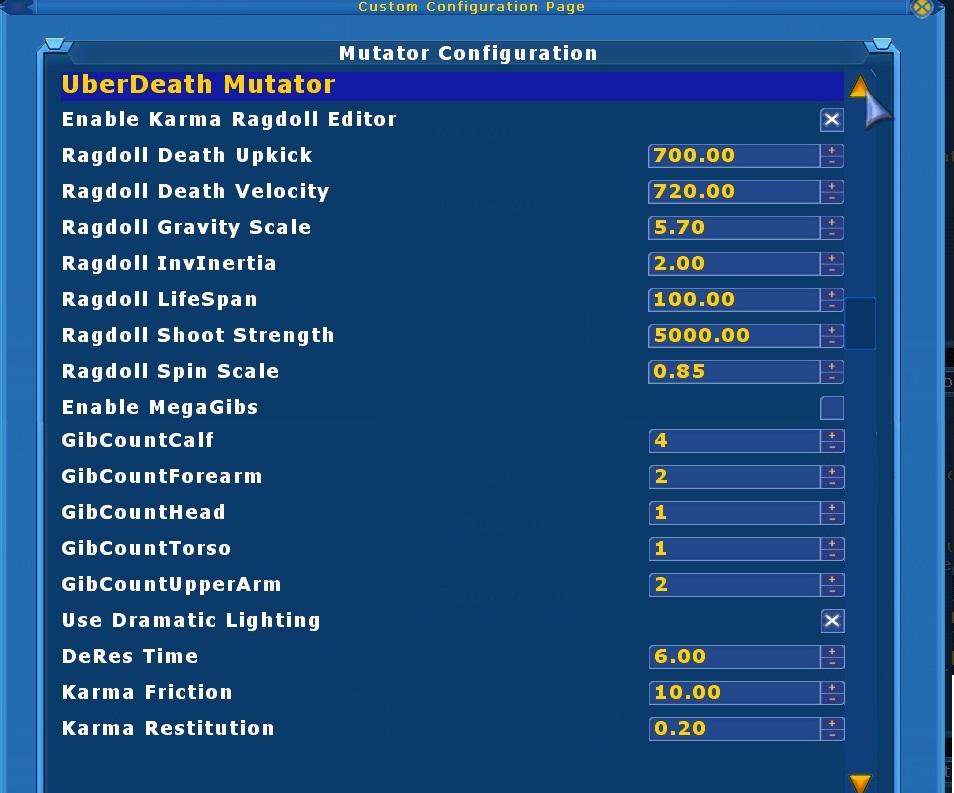 Custom Configuration Page
Mutator Configuration
UberDeath Mutator
Enable Karma Ragdoll Editor
Ragdoll Death Upkick 700.00
Ragdoll Death Velocity 720.00
Ragdoll Gravity Scale 5.70
Ragdoll InvInertia 2.00
Ragdoll LifeSpan 100.00
Ragdoll Shoot Strength 5000.00
Ragdoll Spin Scale 0.85
Enable MegaGibs
GibCountCalf 4
GibCountForearm 2
GibCountHead 1
GibCountTorso 1
GibCountUpperArm 2
Use Dramatic Lighting
DeRes Time 6.00
Karma Friction 10.00
Karma Restitution 0.20